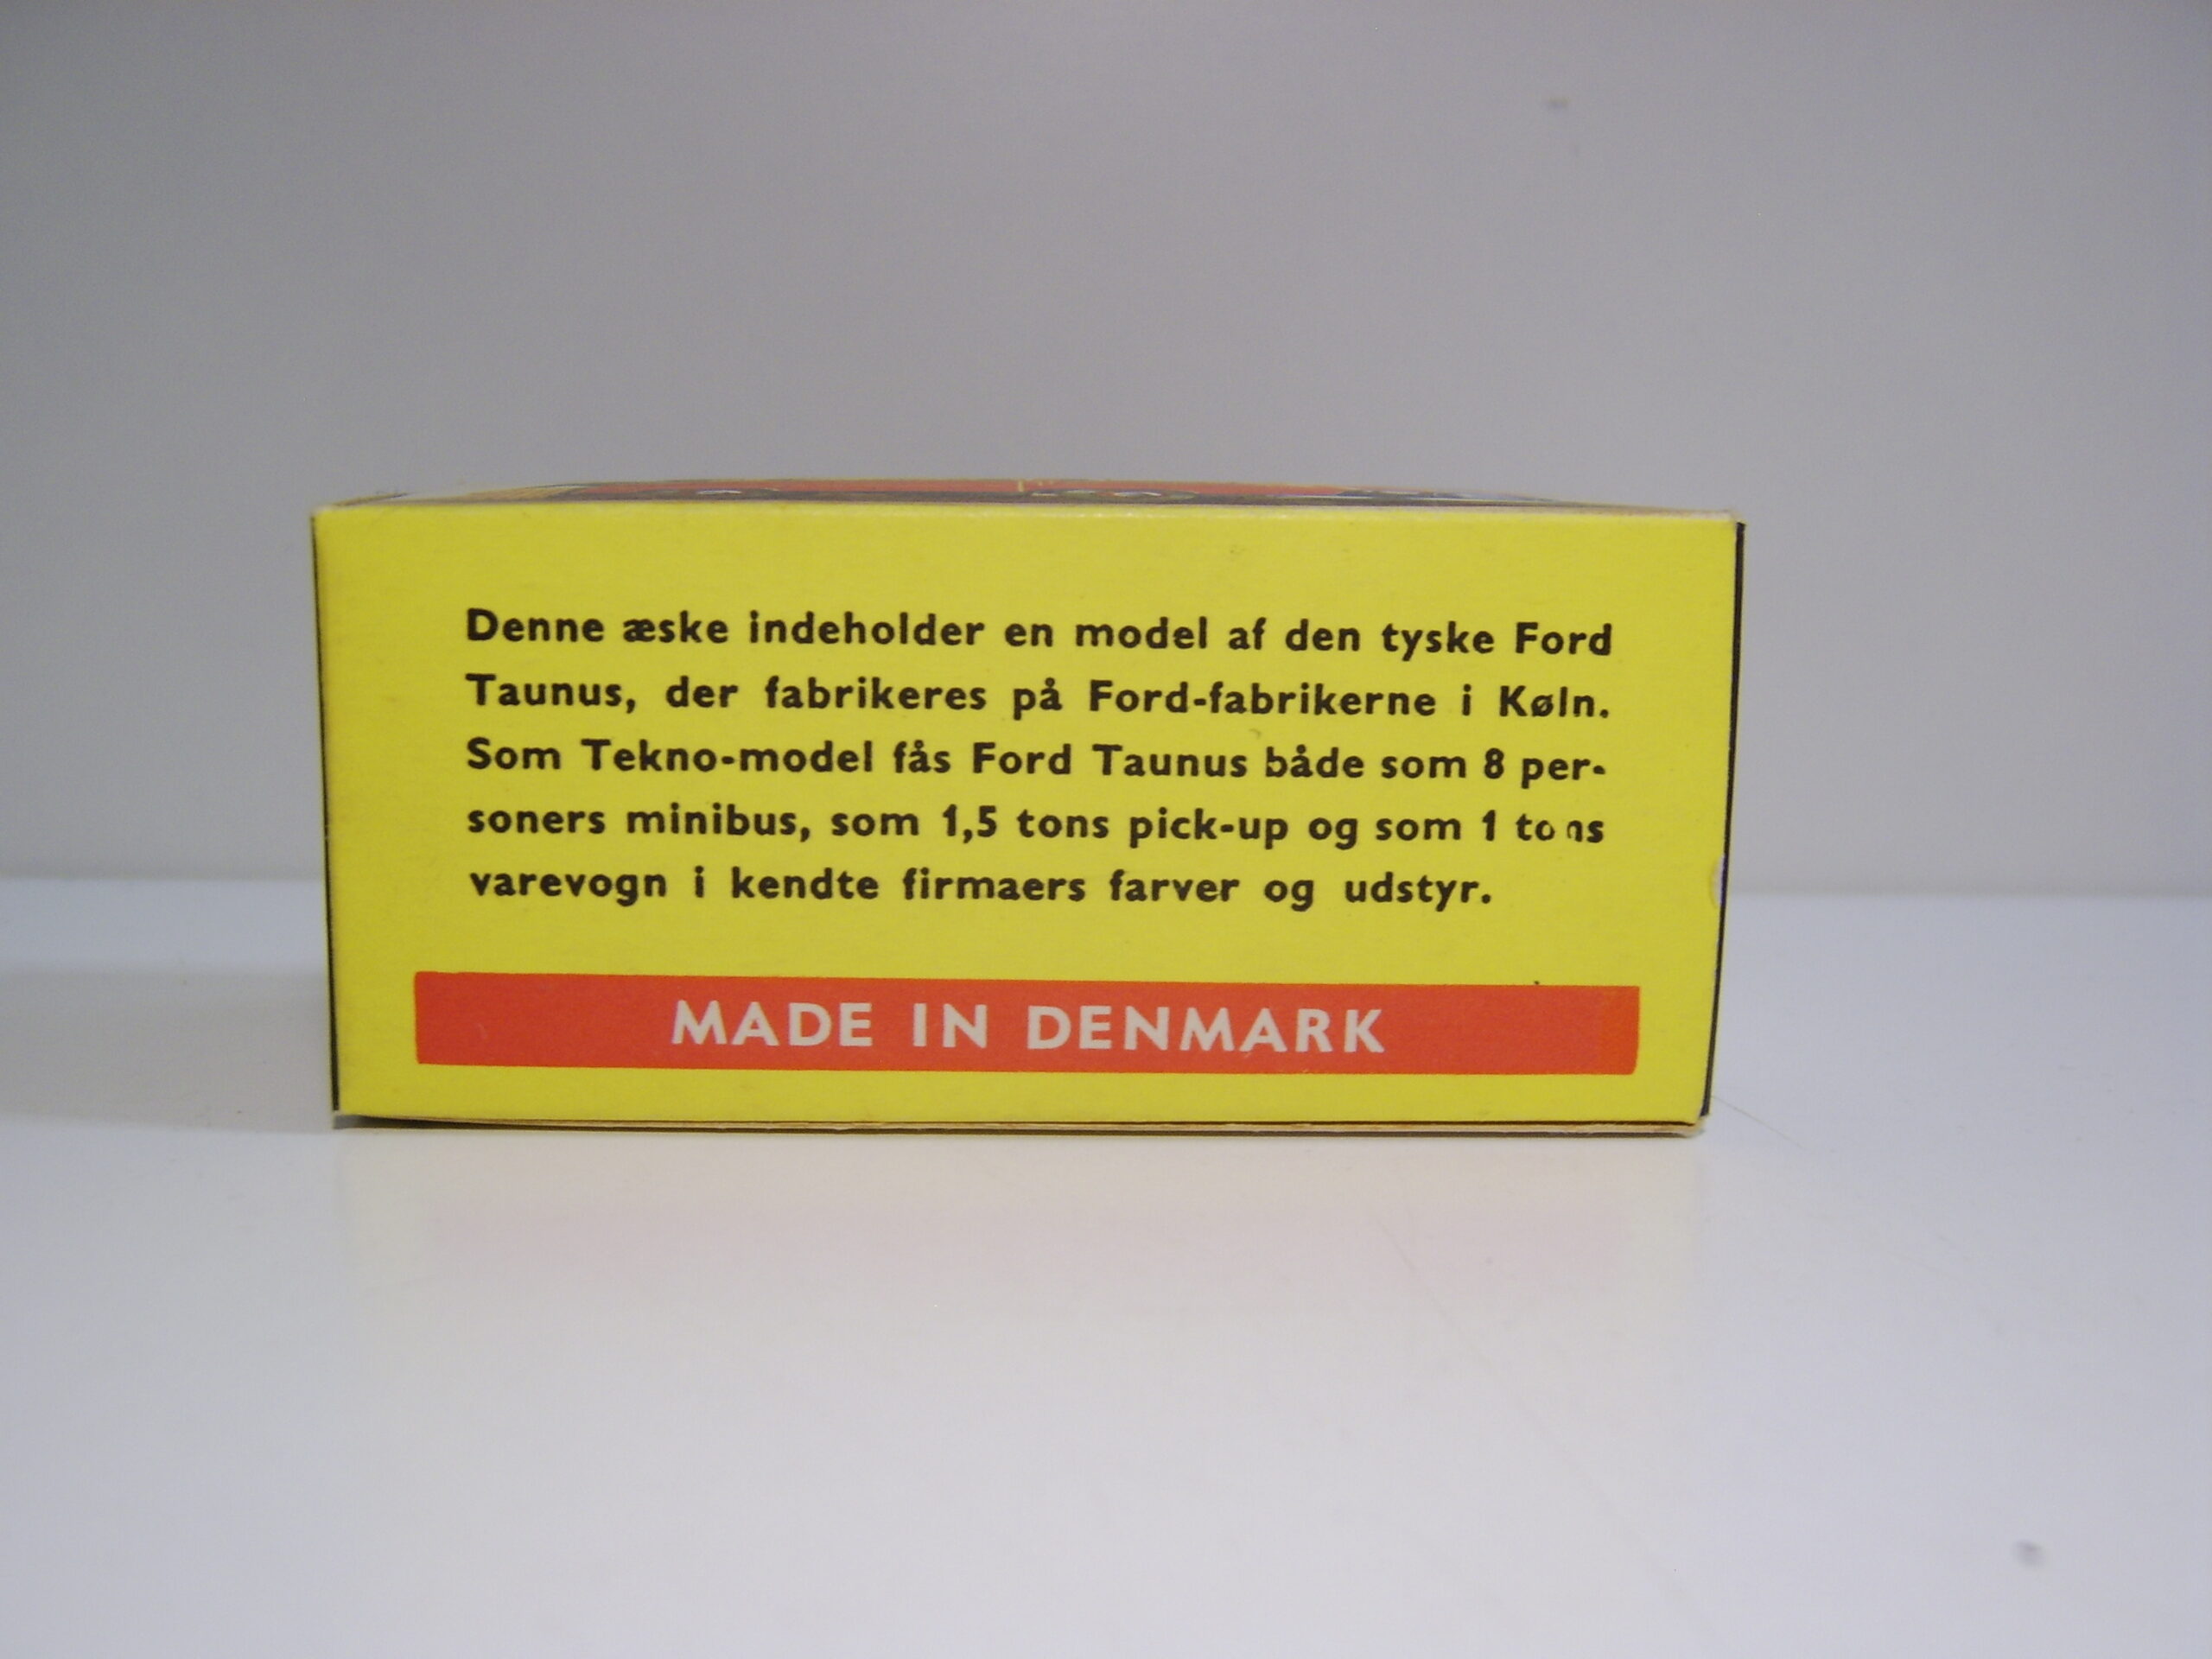 Denne æske indeholder en model af den tyske Ford
Taunus, der fabrikeres på Ford-fabrikerne i Køln.
Som Tekno-model fås Ford Taunus både som 8 per-
soners minibus, som 1,5 tons pick-up og som 1 tons
varevogn i kendte firmaers farver og udstyr.
MADE IN DENMARK